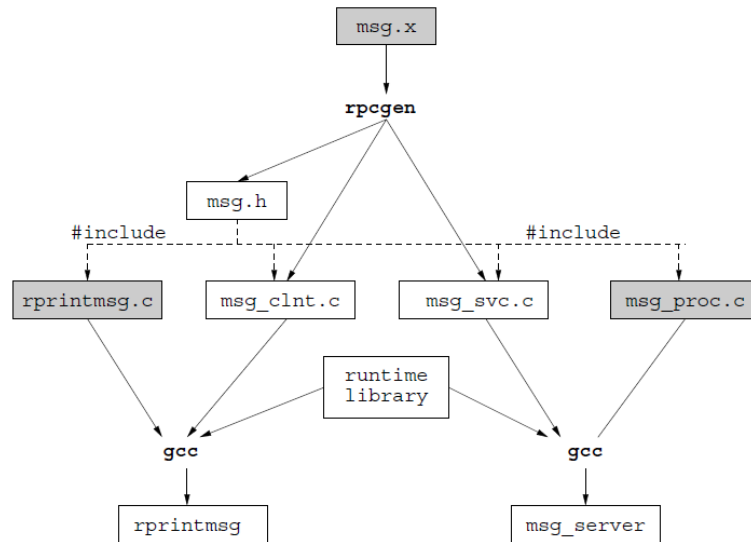 msg.x
rpcgen
msg.h
#include
#include
rprintmsg.c
msg_clnt.c
msg_svc.c
msg_proc.c
runtime
library
gcc
gcc
rprintmsg
msg_server